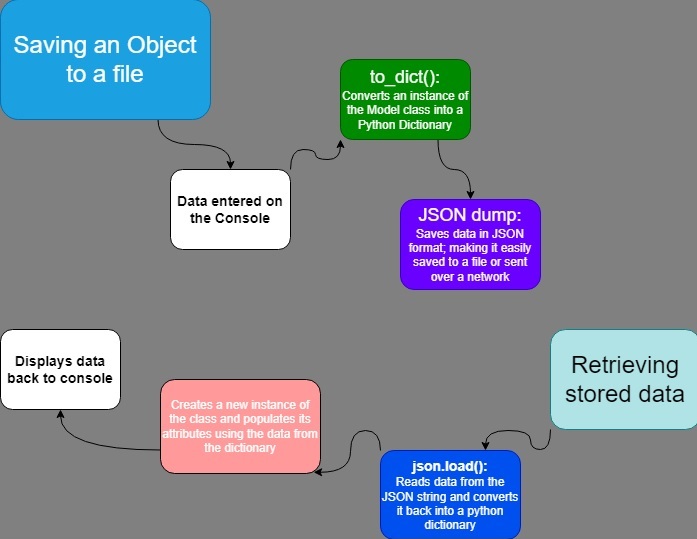 Saving an Object
to a file
to_dict():
Converts an instance of
the Model class into a
Python Dictionary
Data entered on
the Console
JSON dump:
Saves data in JSON
format; making it easily
saved to a file or sent
over a network
Retrieving
stored data
json.load():
Reads data from the
JSON string and converts
it back into a python
dictionary
Creates a new instance of
the class and populates its
attributes using the data from
the dictionary
Displays data
back to console